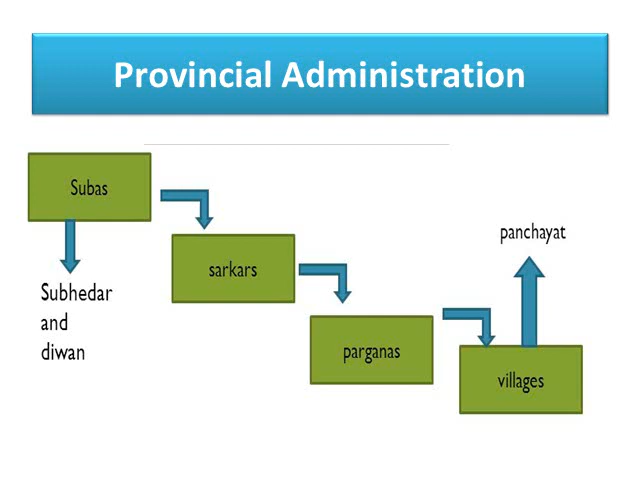 Provincial Administration
Subas
panchayat
sarkars
Subhedar
and
diwan
parganas
villages